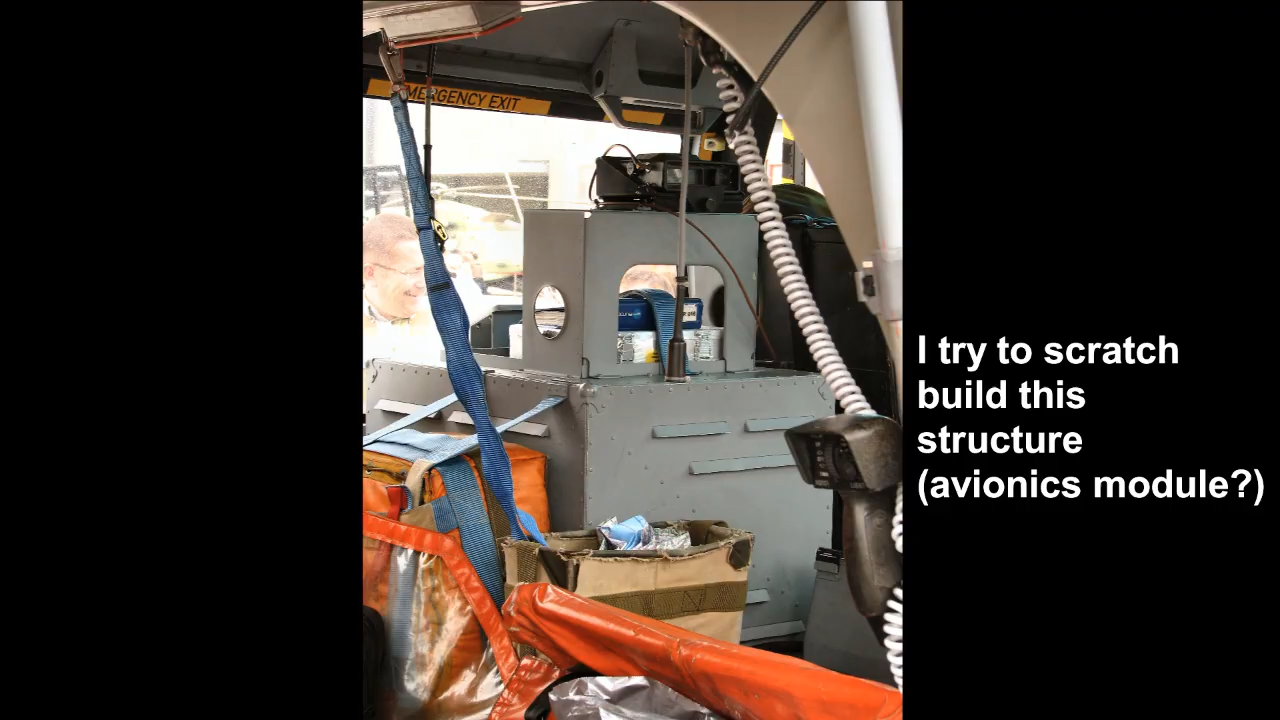 EMERGENCY EXIT
I try to scratch
build this
structure
(avionics module?)